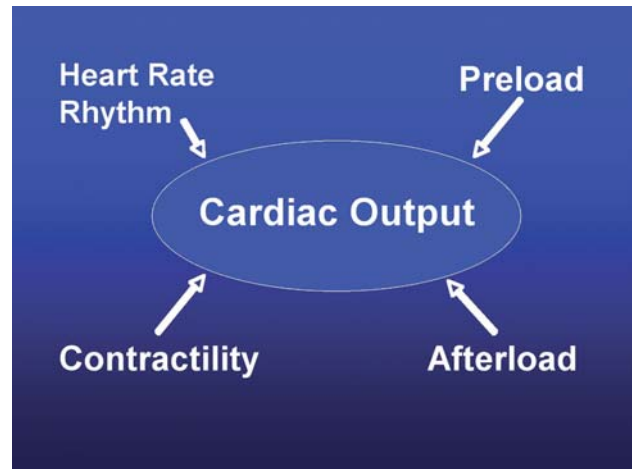 Heart Rate
Rhythm
Preload
Cardiac Output
Contractility
Afterload